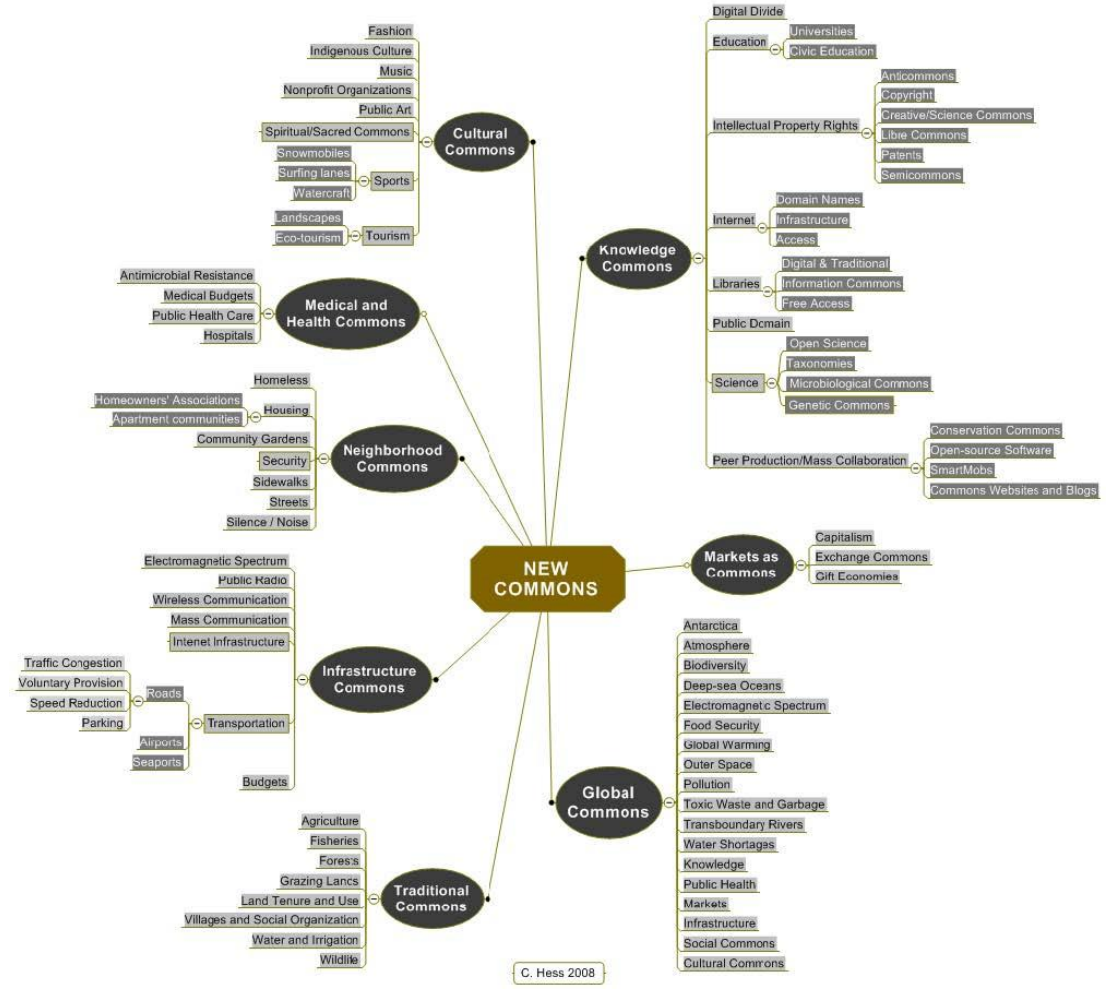 NEW
COMMONS
Cultural
Commons
Fashion
Indigenous Culture
Music
Nonprofit Organizations
Public Art
Spiritual/Sacred Commons
Sports
Snowmobiles
Surfing lanes
Watercraft
Tourism
Landscapes
Eco-tourism
Medical and
Health Commons
Antimicrobial Resistance
Medical Budgets
Public Health Care
Hospitals
Neighborhood
Commons
Homeless
Housing
Homeowners' Associations
Apartment communities
Community Gardens
Security
Sidewalks
Streets
Silence / Noise
Infrastructure
Commons
Electromagnetic Spectrum
Public Radio
Wireless Communication
Mass Communication
Intenet Infrastructure
Transportation
Roads
Traffic Congestion
Voluntary Provision
Speed Reduction
Parking
Airports
Seaports
Budgets
Traditional
Commons
Agriculture
Fisheries
Forests
Grazing Lands
Land Tenure and Use
Villages and Social Organization
Water and Irrigation
Wildlife
Knowledge
Commons
Digital Divide
Education
Universities
Civic Education
Intellectual Property Rights
Anticommons
Copyright
Creative/Science Commons
Libre Commons
Patents
Semicommons
Internet
Domain Names
Infrastructure
Access
Libraries
Digital & Traditional
Information Commons
Free Access
Public Domain
Science
Open Science
Taxonomies
Microbiological Commons
Genetic Commons
Peer Production/Mass Collaboration
Conservation Commons
Open-source Software
SmartMobs
Commons Websites and Blogs
Markets as
Commons
Capitalism
Exchange Commons
Gift Economies
Global
Commons
Antarctica
Atmosphere
Biodiversity
Deep-sea Oceans
Electromagnetic Spectrum
Food Security
Global Warming
Outer Space
Pollution
Toxic Waste and Garbage
Transboundary Rivers
Water Shortages
Knowledge
Public Health
Markets
Infrastructure
Social Commons
Cultural Commons
C. Hess 2008